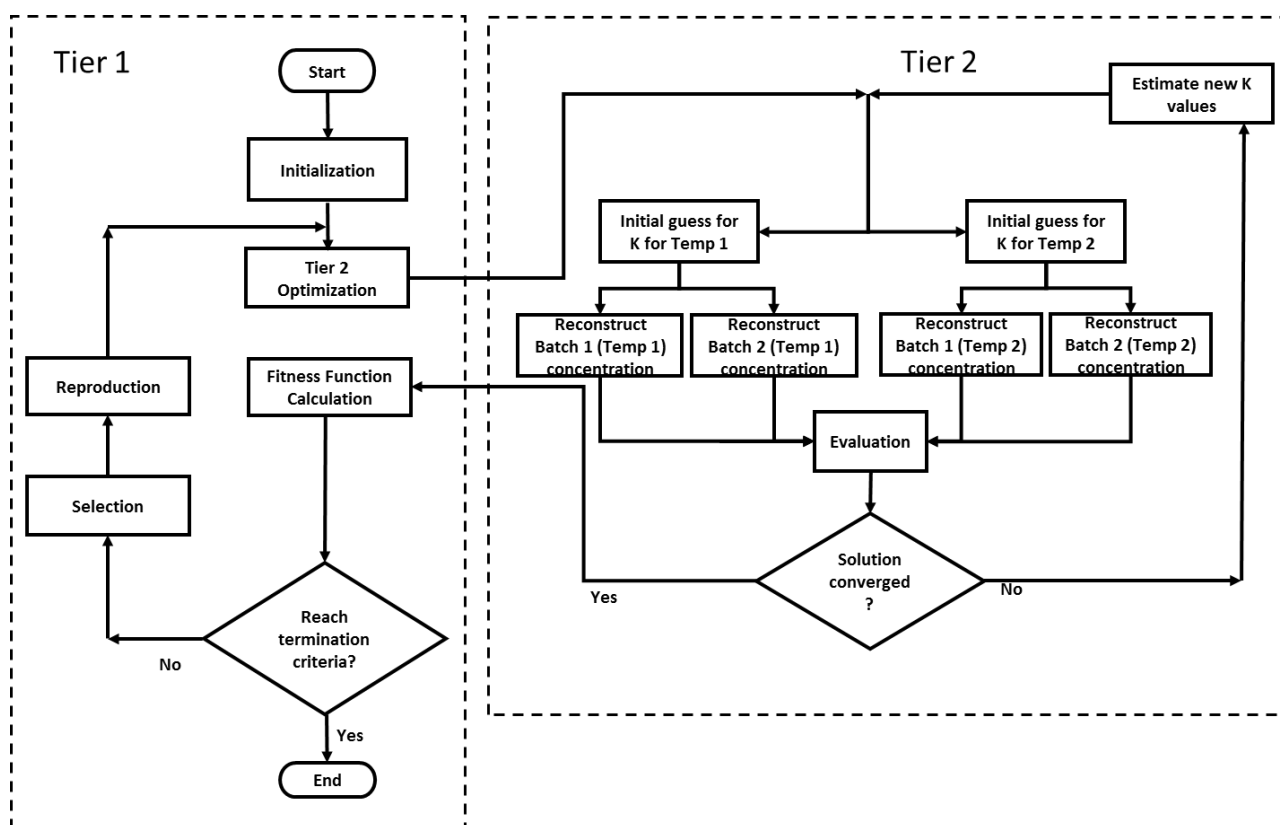 Tier 1
Start
Initialization
Tier 2
Optimization
Reproduction
Fitness Function
Calculation
Selection
Reach
termination
criteria?
No
Yes
End
Tier 2
Estimate new K
values
Initial guess for
K for Temp 1
Initial guess for
K for Temp 2
Reconstruct
Batch 1 (Temp 1)
concentration
Reconstruct
Batch 2 (Temp 1)
concentration
Reconstruct
Batch 1 (Temp 2)
concentration
Reconstruct
Batch 2 (Temp 2)
concentration
Evaluation
Solution
converged
?
Yes
No